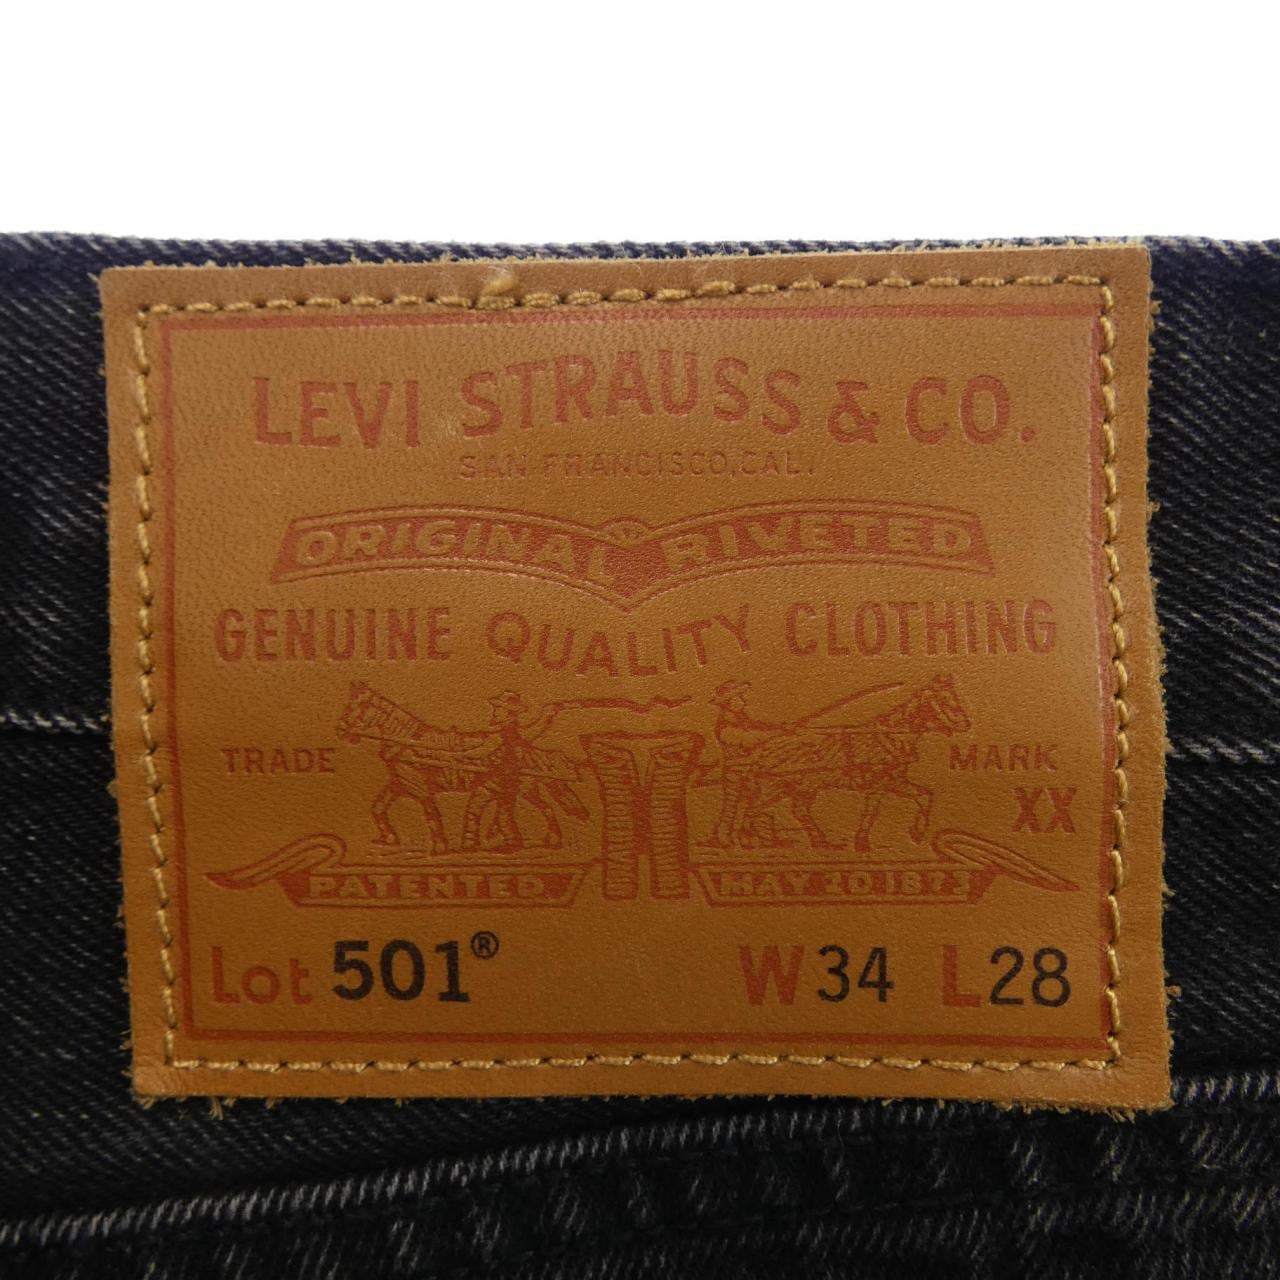 LEVI STRAUSS & CO.
SAN FRANCISCO, CAL.
ORIGINAL RIVETED
GENUINE QUALITY CLOTHING
TRADE MARK
XX
PATENTED MAY 20 1873
Lot 501® W34 L28